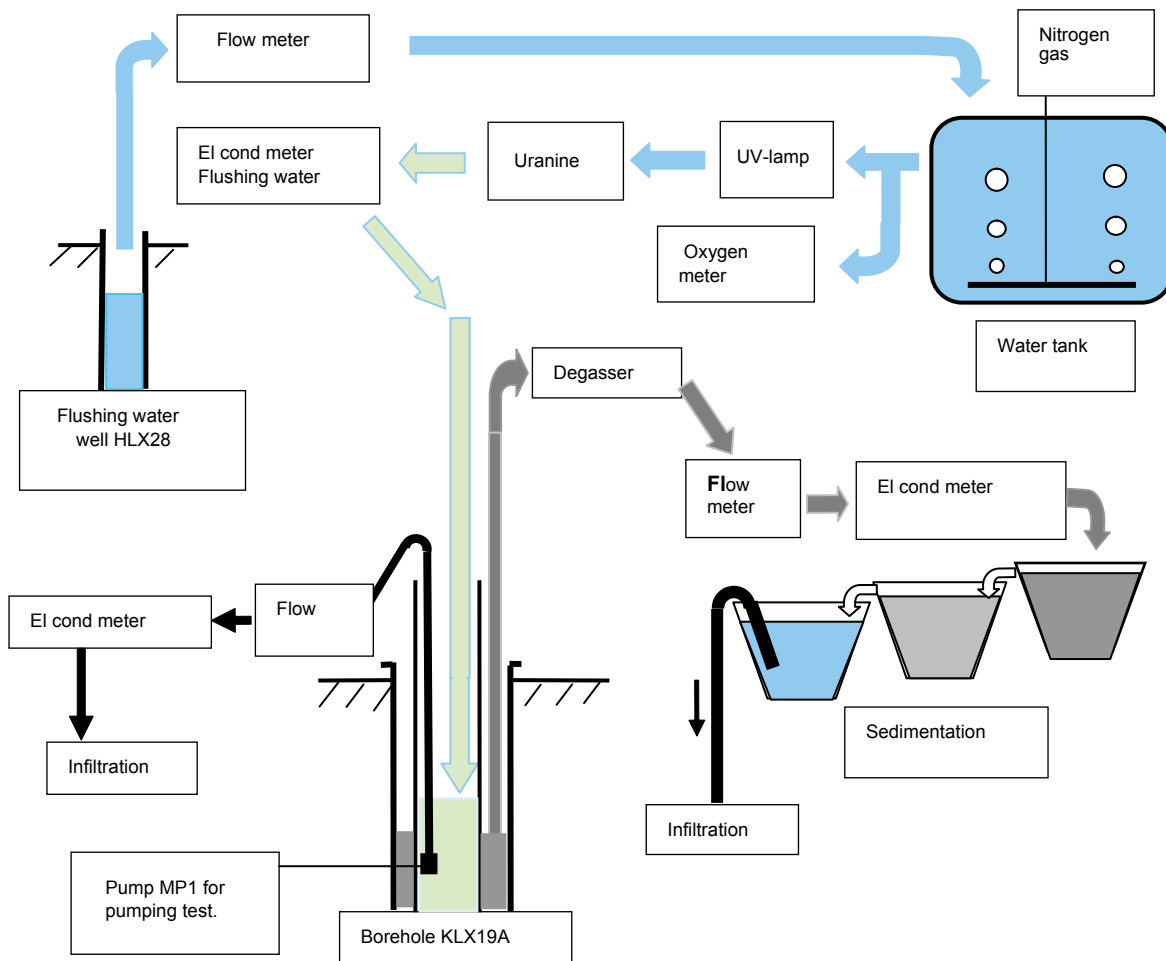 Flow meter
Nitrogen
gas
El cond meter
Flushing water
Uranine
UV-lamp
Oxygen
meter
Water tank
Flushing water
well HLX28
Degasser
Flow
meter
El cond meter
Flow
El cond meter
Sedimentation
Infiltration
Infiltration
Pump MP1 for
pumping test.
Borehole KLX19A